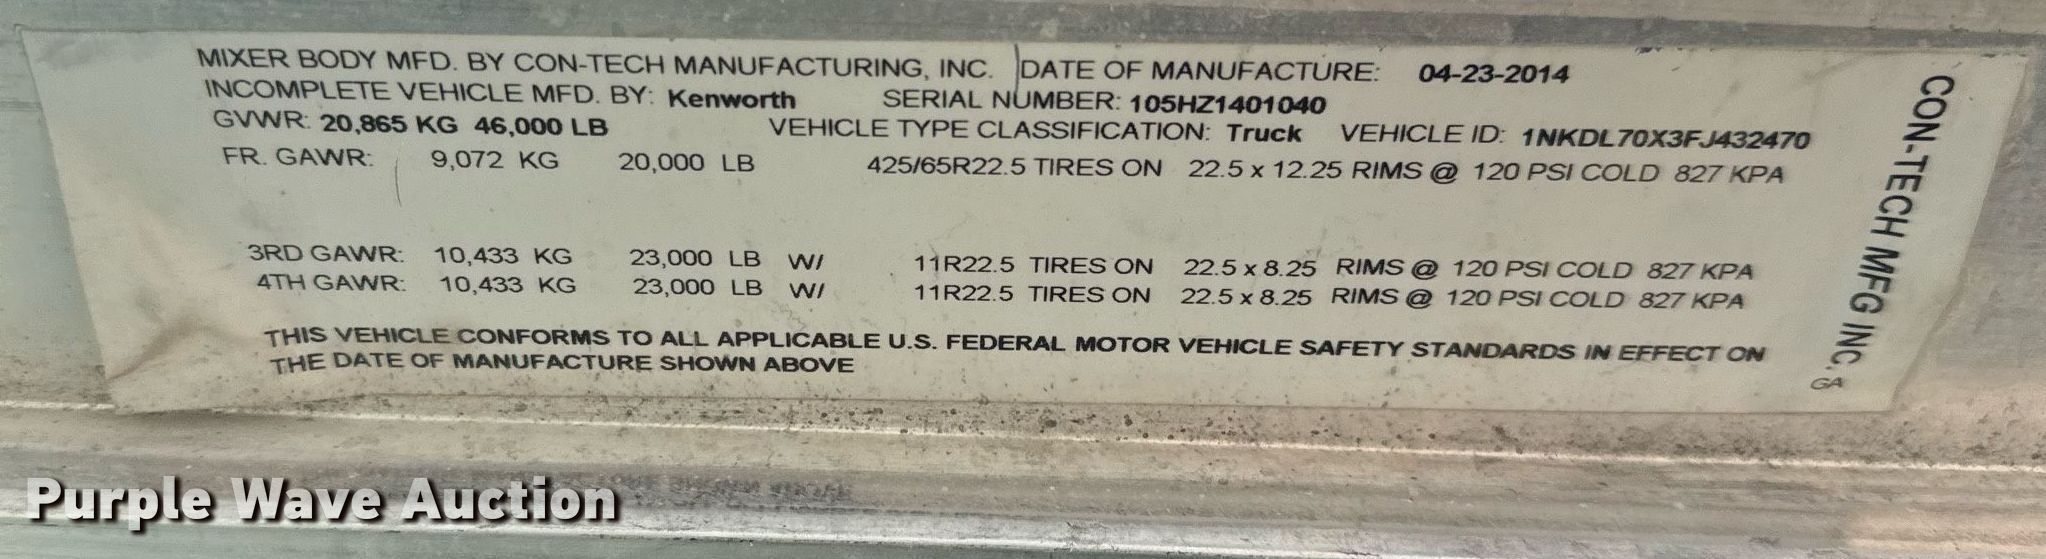 MIXER BODY MFD. BY CON-TECH MANUFACTURING, INC. DATE OF MANUFACTURE: 04-23-2014
INCOMPLETE VEHICLE MFD. BY: Kenworth SERIAL NUMBER: 105HZ1401040
GVWR: 20,865 KG 46,000 LB VEHICLE TYPE CLASSIFICATION: Truck VEHICLE ID: 1NKDL70X3FJ432470
FR. GAWR: 9,072 KG 20,000 LB 425/65R22.5 TIRES ON 22.5 x 12.25 RIMS @ 120 PSI COLD 827 KPA
3RD GAWR: 10,433 KG 23,000 LB W/ 11R22.5 TIRES ON 22.5 x 8.25 RIMS @ 120 PSI COLD 827 KPA
4TH GAWR: 10,433 KG 23,000 LB W/ 11R22.5 TIRES ON 22.5 x 8.25 RIMS @ 120 PSI COLD 827 KPA
THIS VEHICLE CONFORMS TO ALL APPLICABLE U.S. FEDERAL MOTOR VEHICLE SAFETY STANDARDS IN EFFECT ON
THE DATE OF MANUFACTURE SHOWN ABOVE
CON-TECH MFG INC.
GA
Purple Wave Auction